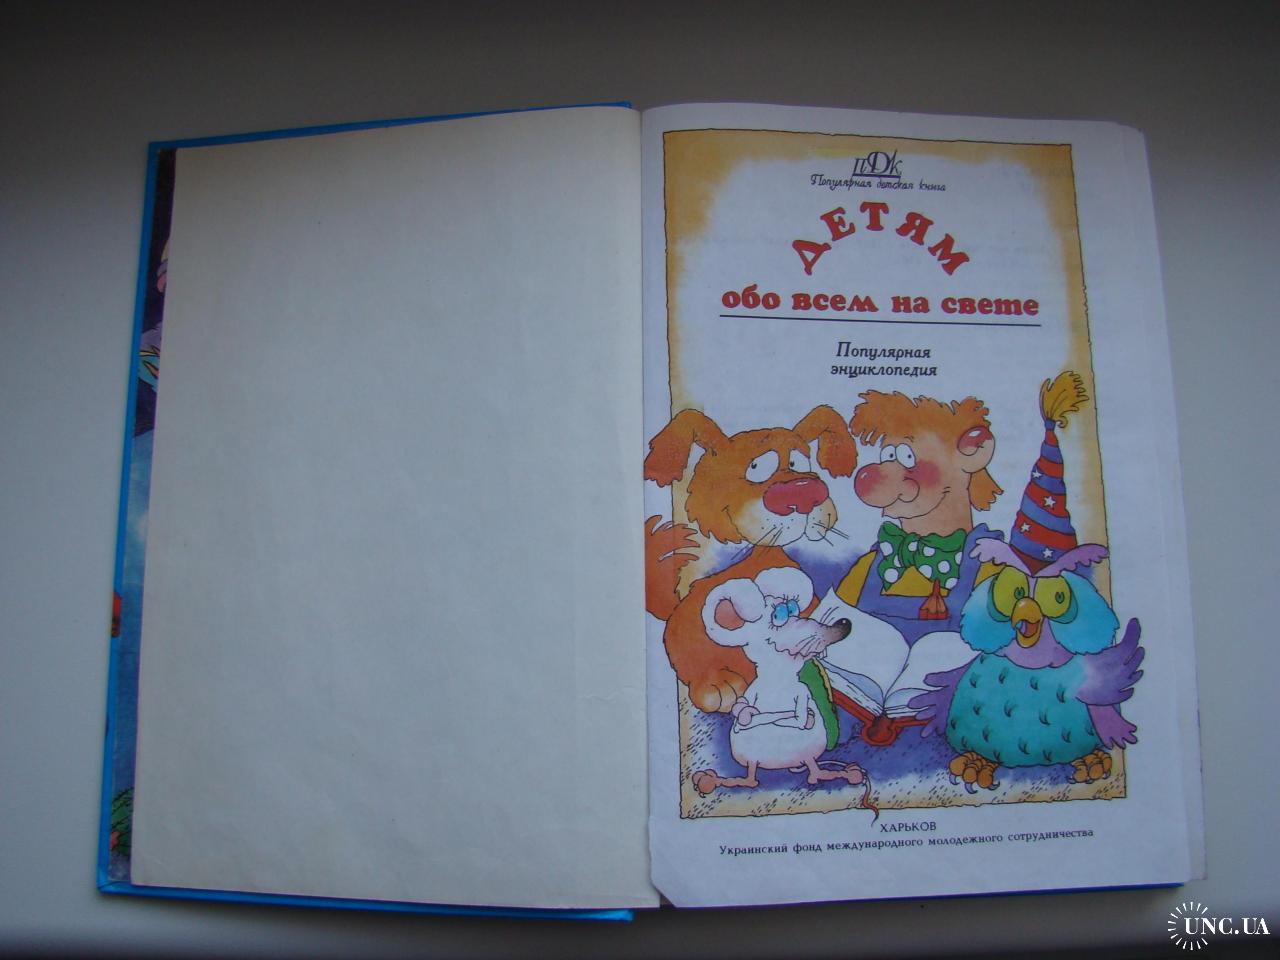 ПДК
Популярная детская книга
ДЕТЯМ
обо всем на свете
Популярная
энциклопедия
ХАРЬКОВ
Украинский фонд международного молодежного сотрудничества
UNC.UA